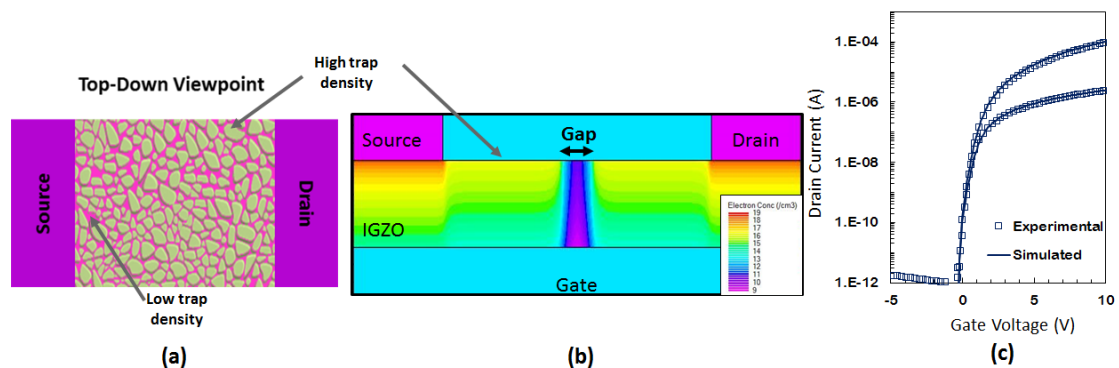 Top-Down Viewpoint
High trap
density
Source
Drain
Low trap
density
(a)
Source
Gap
Drain
IGZO
Gate
Electron Conc (/cm3)
19
18
17
16
15
14
13
12
11
10
9
(b)
Drain Current (A)
1.E-04
1.E-06
1.E-08
1.E-10
1.E-12
Experimental
Simulated
-5
0
5
10
Gate Voltage (V)
(c)